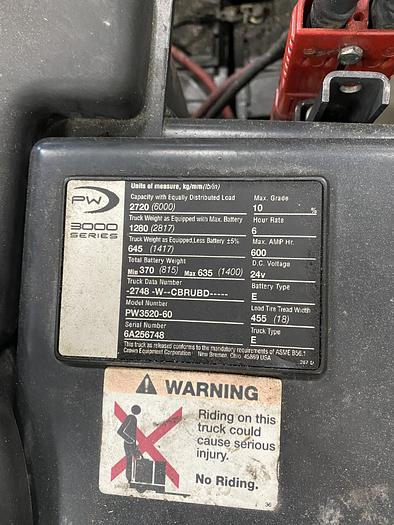 PW
3000
SERIES
Units of measure, kg/mm(lb/in)
Capacity with Equally Distributed Load
2720 (6000)
Truck Weight as Equipped with Max. Battery
1280 (2817)
Truck Weight as Equipped,Less Battery ±5%
645 (1417)
Total Battery Weight
Min 370 (815) Max 635 (1400)
Truck Data Number
-2748 -W--CBRUBD-----
Model Number
PW3520-60
Serial Number
6A256748
Max. Grade
10 %
Hour Rate
6
Max. AMP Hr.
600
D.C. Voltage
24v
Battery Type
E
Load Tire Tread Width
455 (18)
Truck Type
E
This truck as released conforms to the mandatory requirements of ASME B56.1
Crown Equipment Corporation New Bremen, Ohio 45869 USA
WARNING
Riding on this
truck could
cause serious
injury.
No Riding.